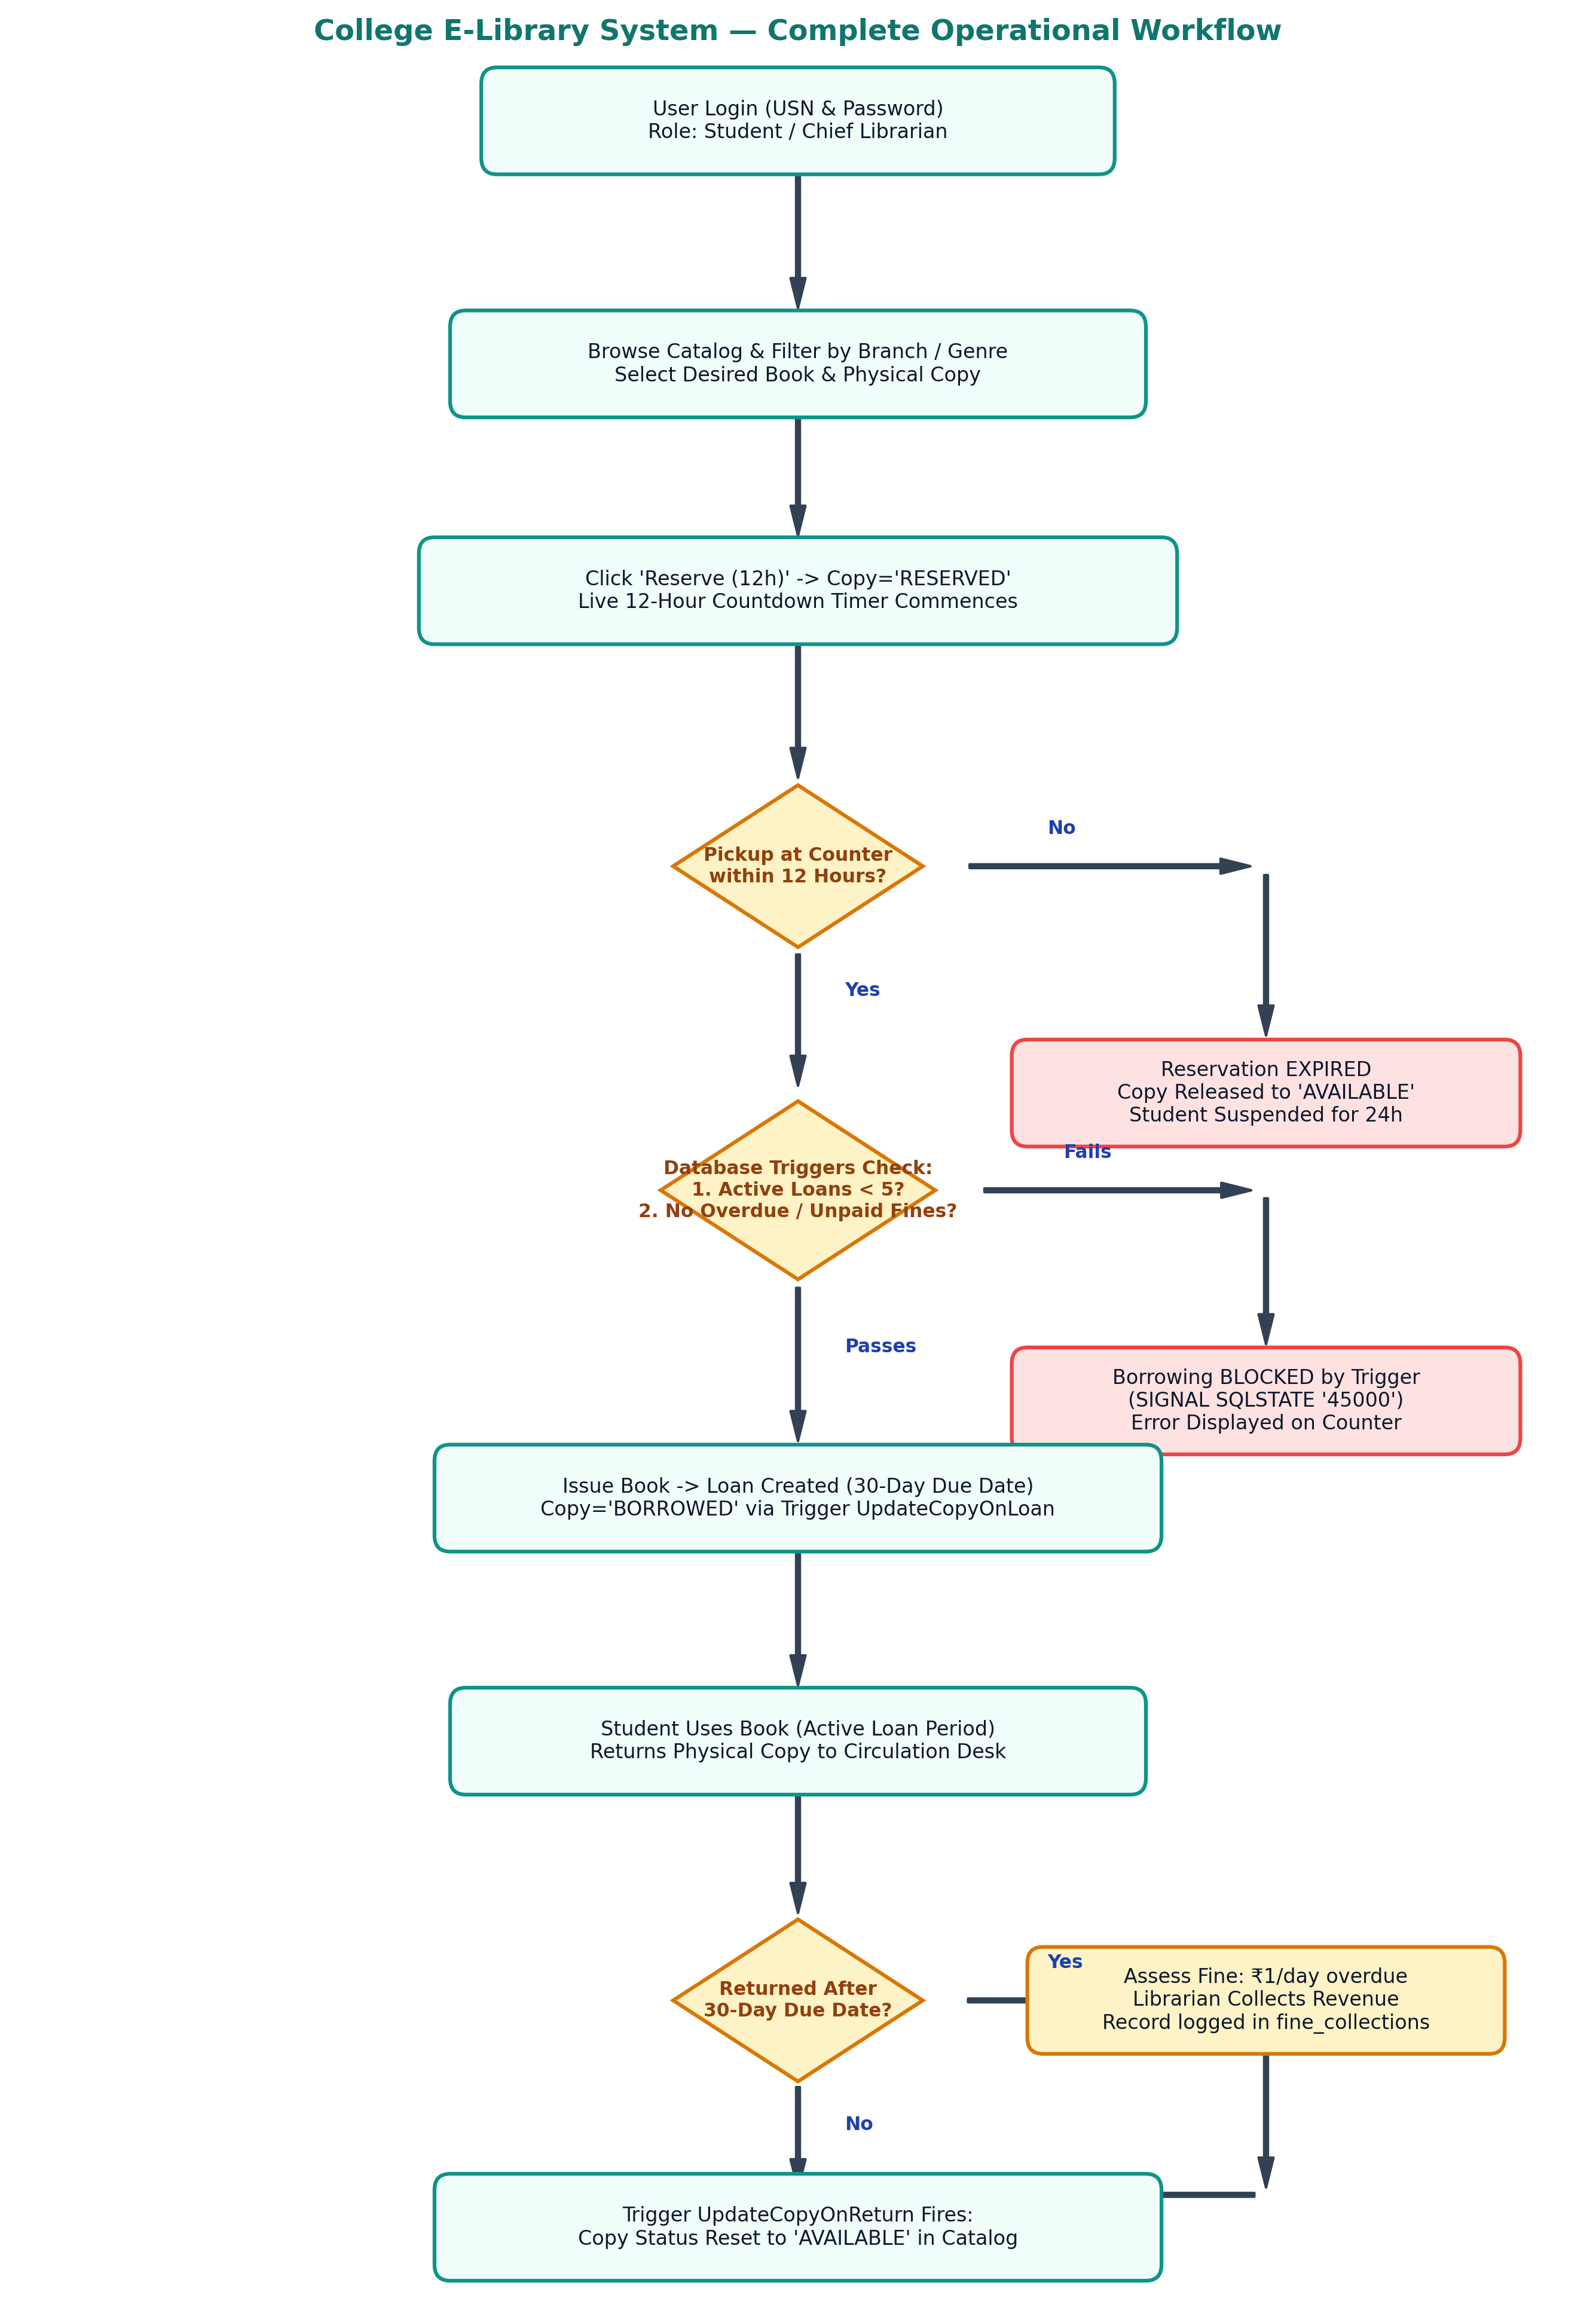 College E-Library System — Complete Operational Workflow
User Login (USN & Password)
Role: Student / Chief Librarian
Browse Catalog & Filter by Branch / Genre
Select Desired Book & Physical Copy
Click 'Reserve (12h)' -> Copy='RESERVED'
Live 12-Hour Countdown Timer Commences
Pickup at Counter
within 12 Hours?
No
Yes
Reservation EXPIRED
Copy Released to 'AVAILABLE'
Student Suspended for 24h
Database Triggers Check:
1. Active Loans < 5?
2. No Overdue / Unpaid Fines?
Fails
Passes
Borrowing BLOCKED by Trigger
(SIGNAL SQLSTATE '45000')
Error Displayed on Counter
Issue Book -> Loan Created (30-Day Due Date)
Copy='BORROWED' via Trigger UpdateCopyOnLoan
Student Uses Book (Active Loan Period)
Returns Physical Copy to Circulation Desk
Returned After
30-Day Due Date?
Yes
Assess Fine: ₹1/day overdue
Librarian Collects Revenue
Record logged in fine_collections
No
Trigger UpdateCopyOnReturn Fires:
Copy Status Reset to 'AVAILABLE' in Catalog